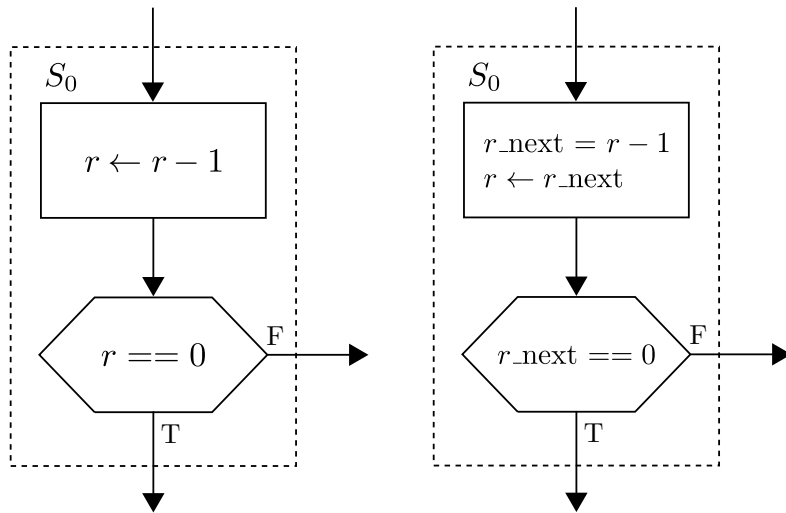 S₀
r ← r − 1
r == 0
F
T
S₀
r_next = r − 1
r ← r_next
r_next == 0
F
T